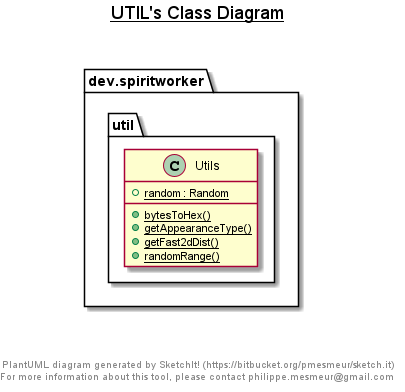 UTIL's Class Diagram
dev.spiritworker
util
C Utils
random : Random
bytesToHex()
getAppearanceType()
getFast2dDist()
randomRange()
PlantUML diagram generated by SketchIt! (https://bitbucket.org/pmesmeur/sketch.it)
For more information about this tool, please contact philippe.mesmeur@gmail.com